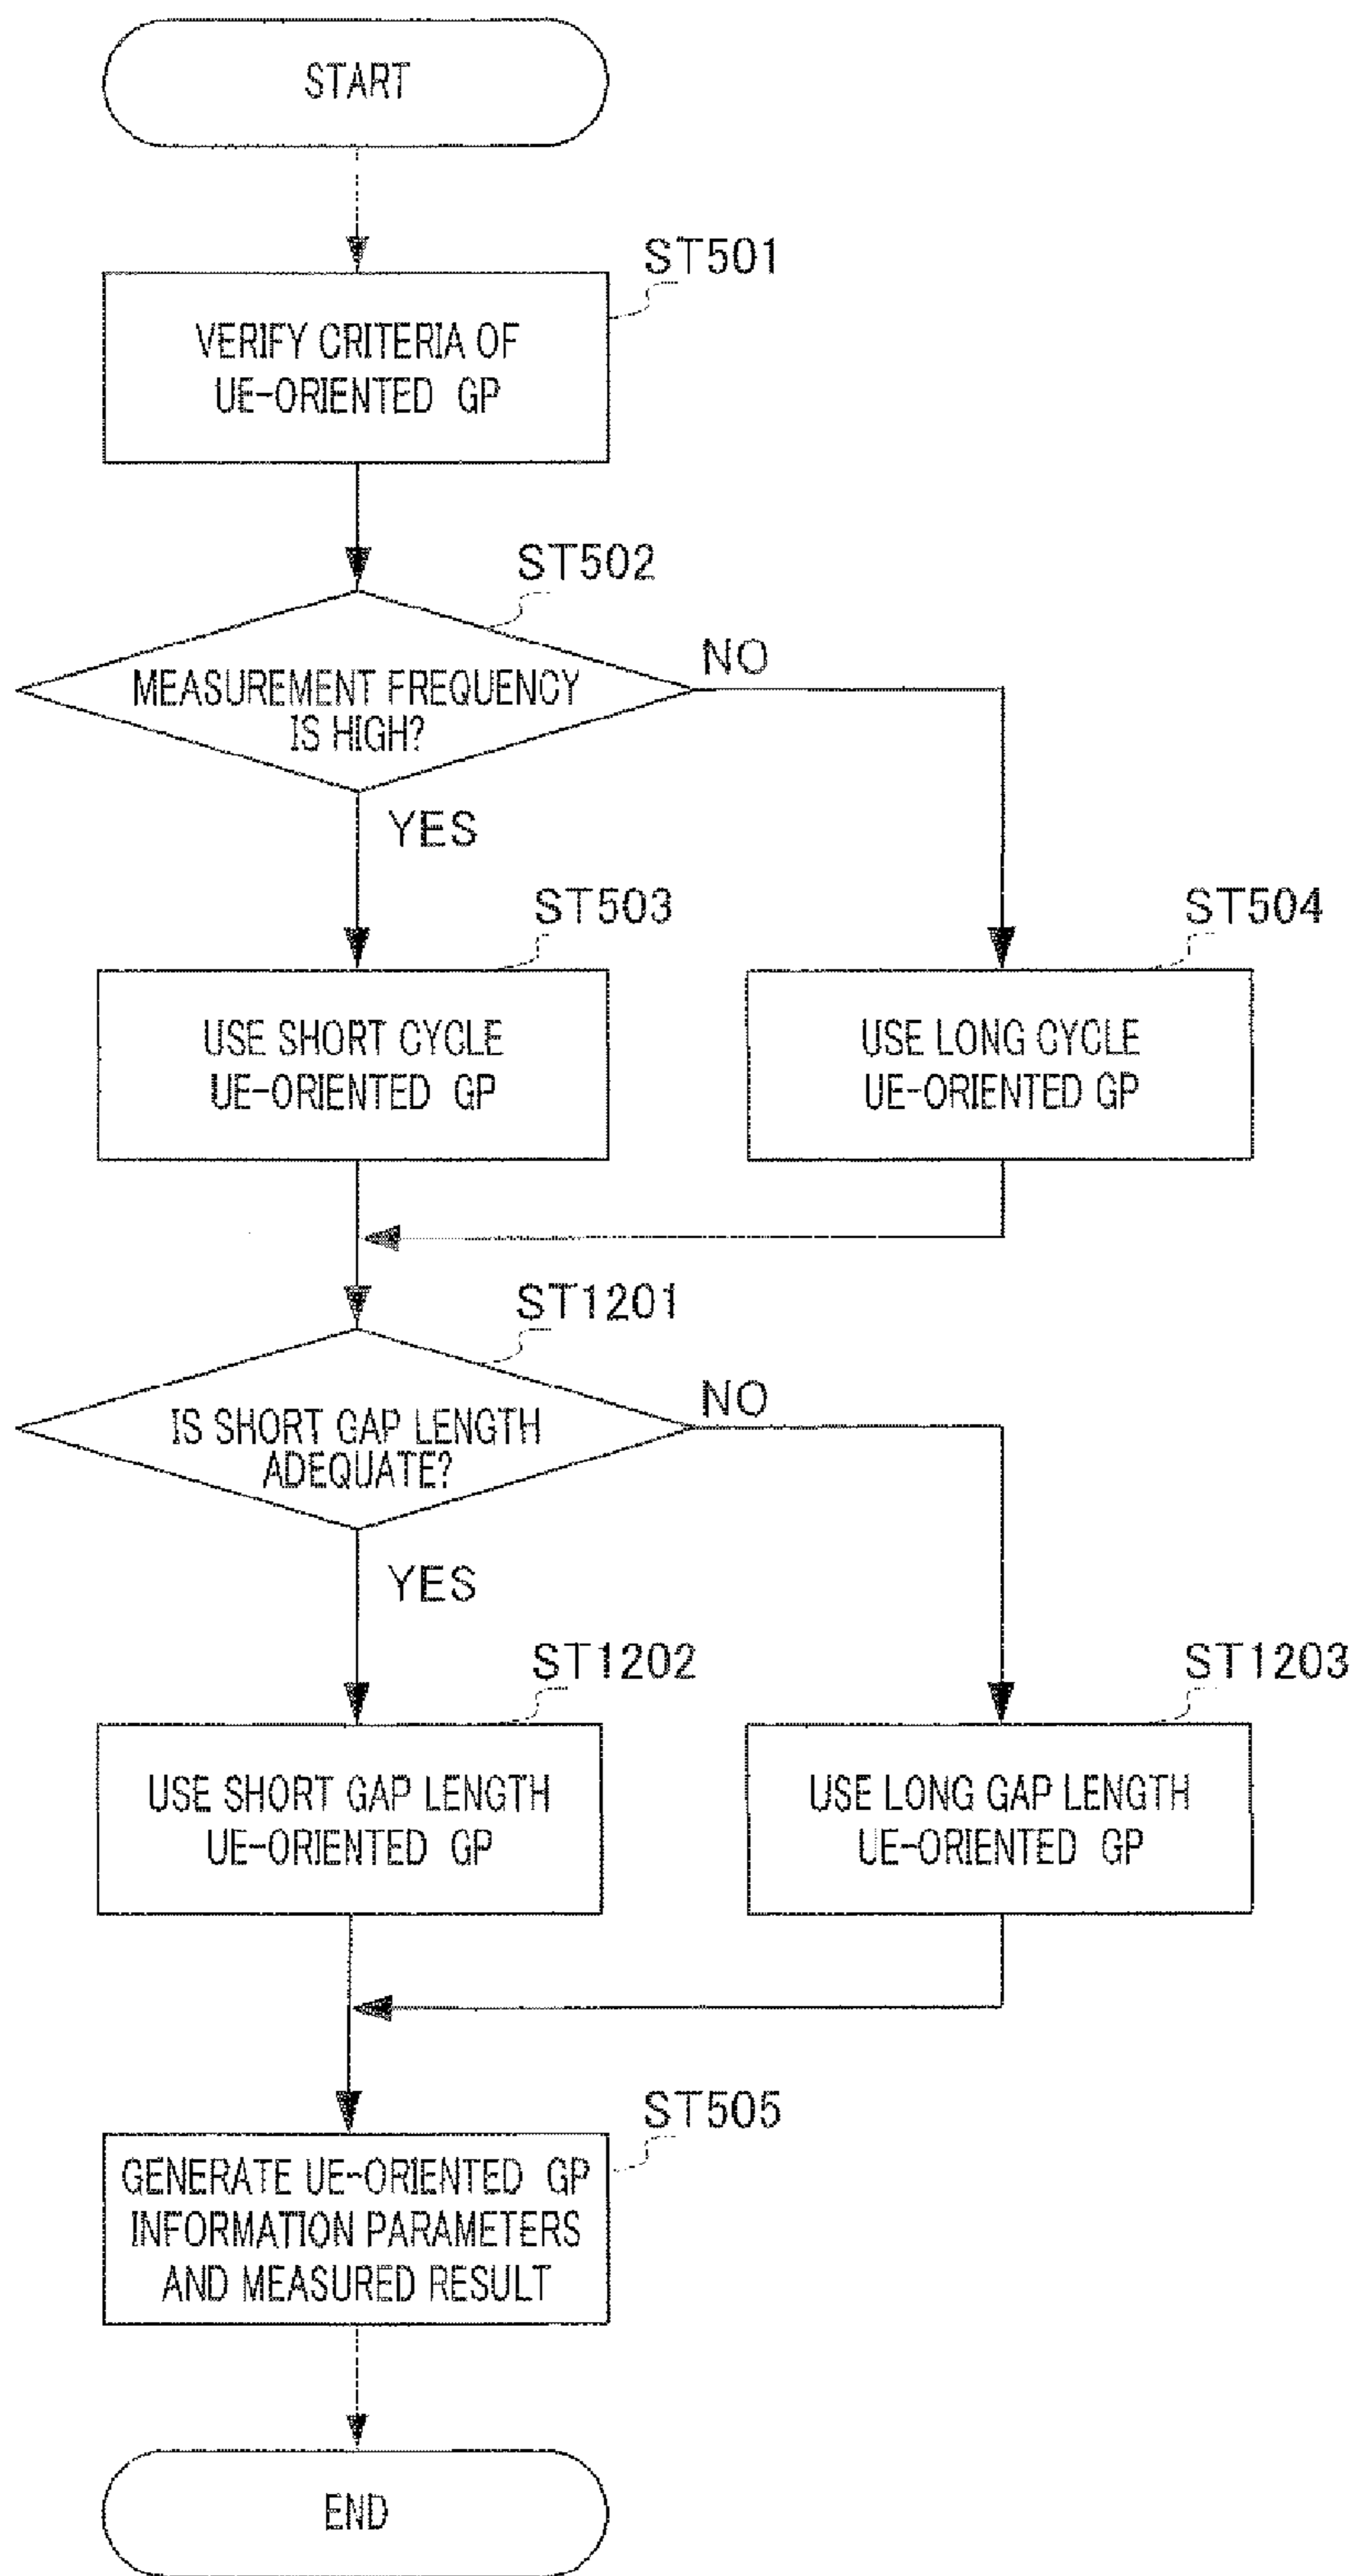 START
ST501
VERIFY CRITERIA OF
UE-ORIENTED GP
ST502
MEASUREMENT FREQUENCY
IS HIGH?
NO
YES
ST503
ST504
USE SHORT CYCLE
UE-ORIENTED GP
USE LONG CYCLE
UE-ORIENTED GP
ST1201
IS SHORT GAP LENGTH
ADEQUATE?
NO
YES
ST1202
ST1203
USE SHORT GAP LENGTH
UE-ORIENTED GP
USE LONG GAP LENGTH
UE-ORIENTED GP
ST505
GENERATE UE-ORIENTED GP
INFORMATION PARAMETERS
AND MEASURED RESULT
END